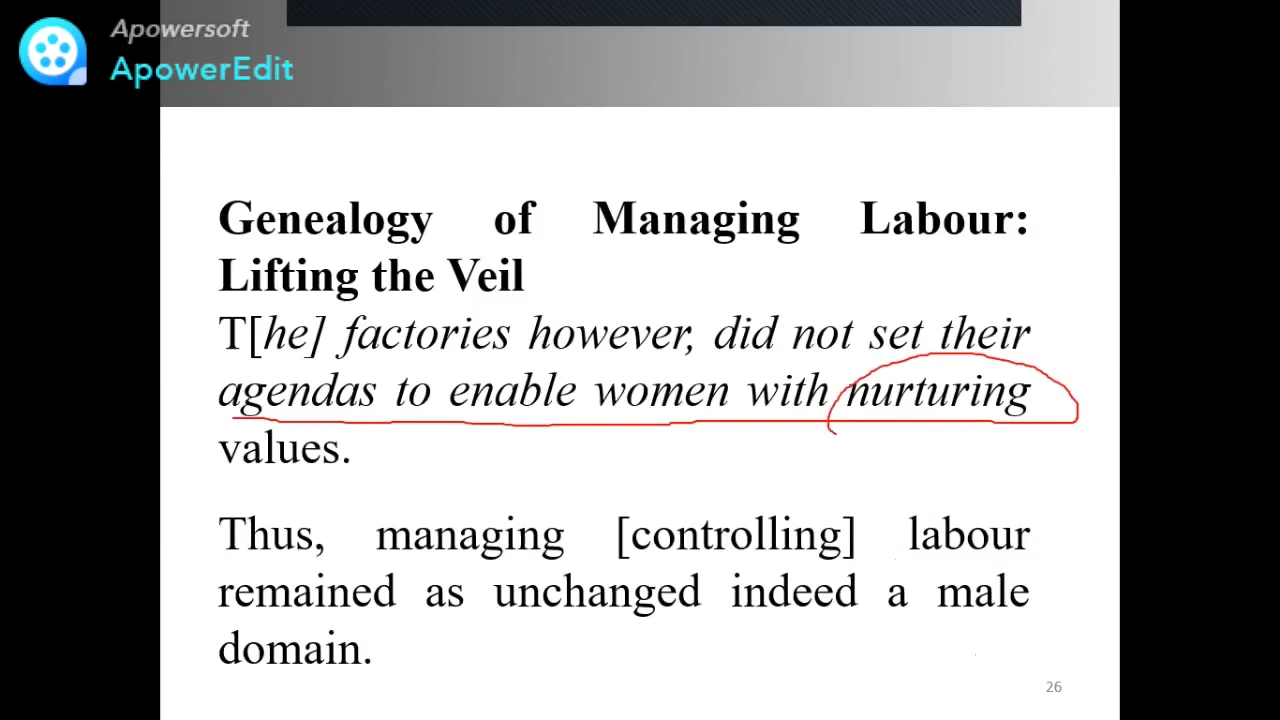 Apowersoft
ApowerEdit
Genealogy of Managing Labour:
Lifting the Veil
T[he] factories however, did not set their
agendas to enable women with nurturing
values.
Thus, managing [controlling] labour
remained as unchanged indeed a male
domain.
26